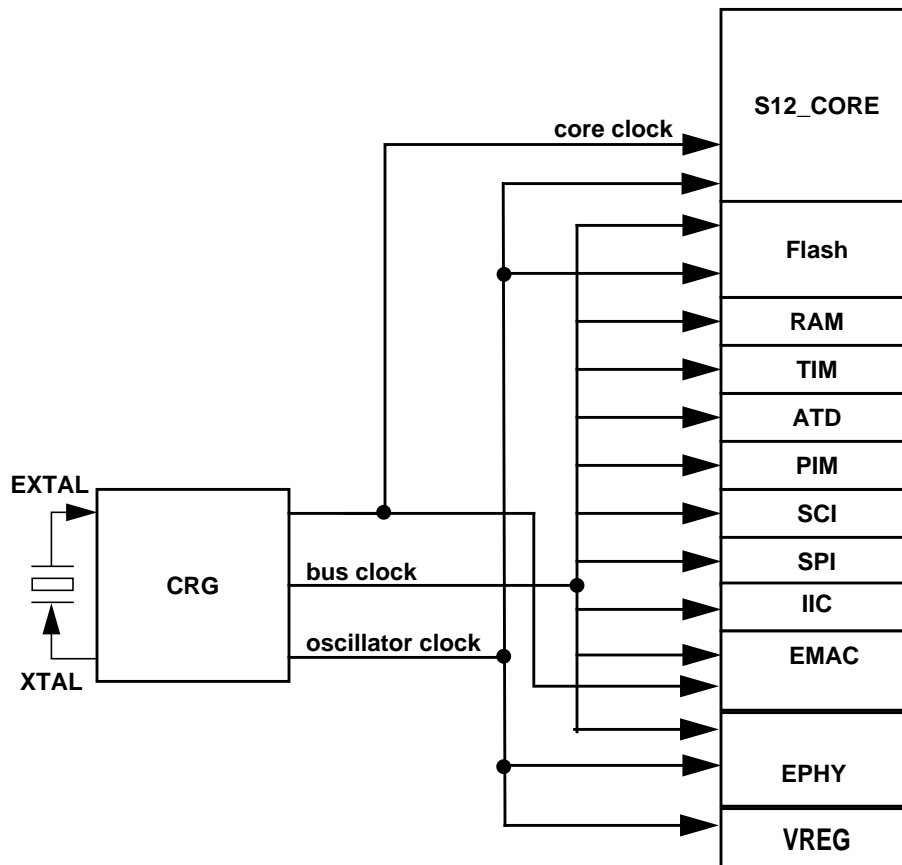 S12_CORE
core clock
Flash
RAM
TIM
ATD
PIM
EXTAL
SCI
SPI
bus clock
CRG
IIC
oscillator clock
EMAC
XTAL
EPHY
VREG